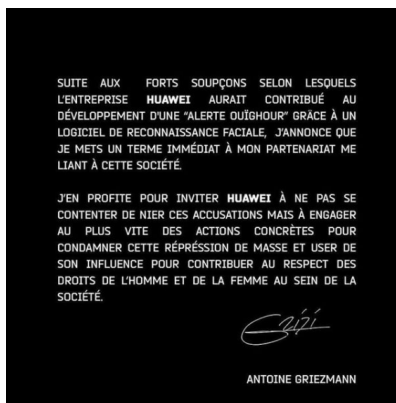 SUITE AUX FORTS SOUPÇONS SELON LESQUELS
L'ENTREPRISE HUAWEI AURAIT CONTRIBUÉ AU
DÉVELOPPEMENT D'UNE "ALERTE OUÏGHOUR" GRÂCE À UN
LOGICIEL DE RECONNAISSANCE FACIALE, J'ANNONCE QUE
JE METS UN TERME IMMÉDIAT À MON PARTENARIAT ME
LIANT À CETTE SOCIÉTÉ.
J'EN PROFITE POUR INVITER HUAWEI À NE PAS SE
CONTENTER DE NIER CES ACCUSATIONS MAIS À ENGAGER
AU PLUS VITE DES ACTIONS CONCRÈTES POUR
CONDAMNER CETTE RÉPRÉSSION DE MASSE ET USER DE
SON INFLUENCE POUR CONTRIBUER AU RESPECT DES
DROITS DE L'HOMME ET DE LA FEMME AU SEIN DE LA
SOCIÉTÉ.
Grizi
ANTOINE GRIEZMANN